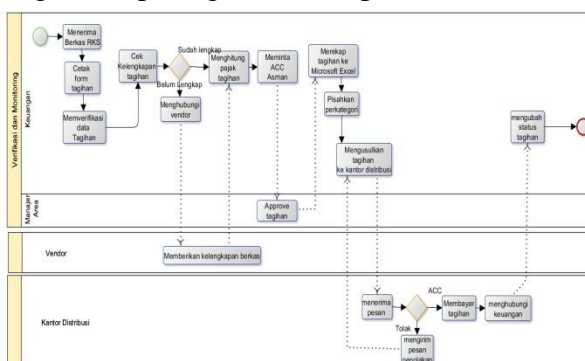 Verifikasi dan Monitoring
Keuangan
Menerima
Berkas RKS
Cetak
form
tagihan
Memverifikasi
data
Tagihan
Cek
Kelengkapan
tagihan
Sudah lengkap
Belum Lengkap
Menghubungi
vendor
Menghitung
pajak
tagihan
Meminta
ACC
Asman
Merekap
tagihan ke
Microsoft Excel
Pisahkan
perkategori
Mengusulkan
tagihan
ke kantor distribusi
mengubah
status
tagihan
Manajer
Area
Approve
tagihan
Vendor
Memberikan kelengkapan berkas
Kantor Distribusi
menerima
pesan
ACC
Tolak
Membayar
tagihan
menghubungi
keuangan
mengirim
pesan